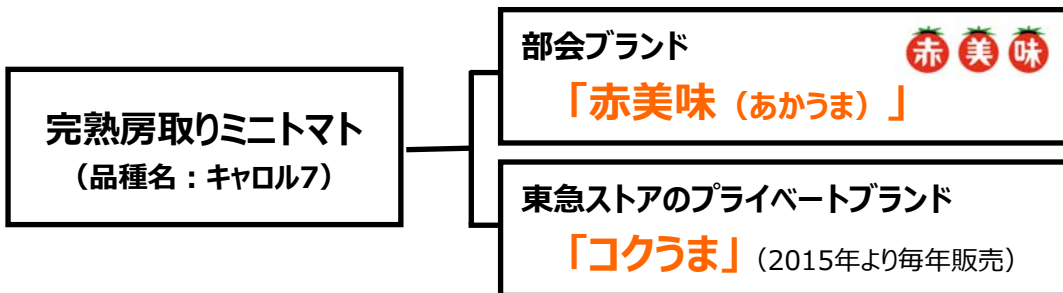 完熟房取りミニトマト
（品種名：キャロル7）
部会ブランド
赤美味
「赤美味（あかうま）」
東急ストアのプライベートブランド
「コクうま」（2015年より毎年販売）